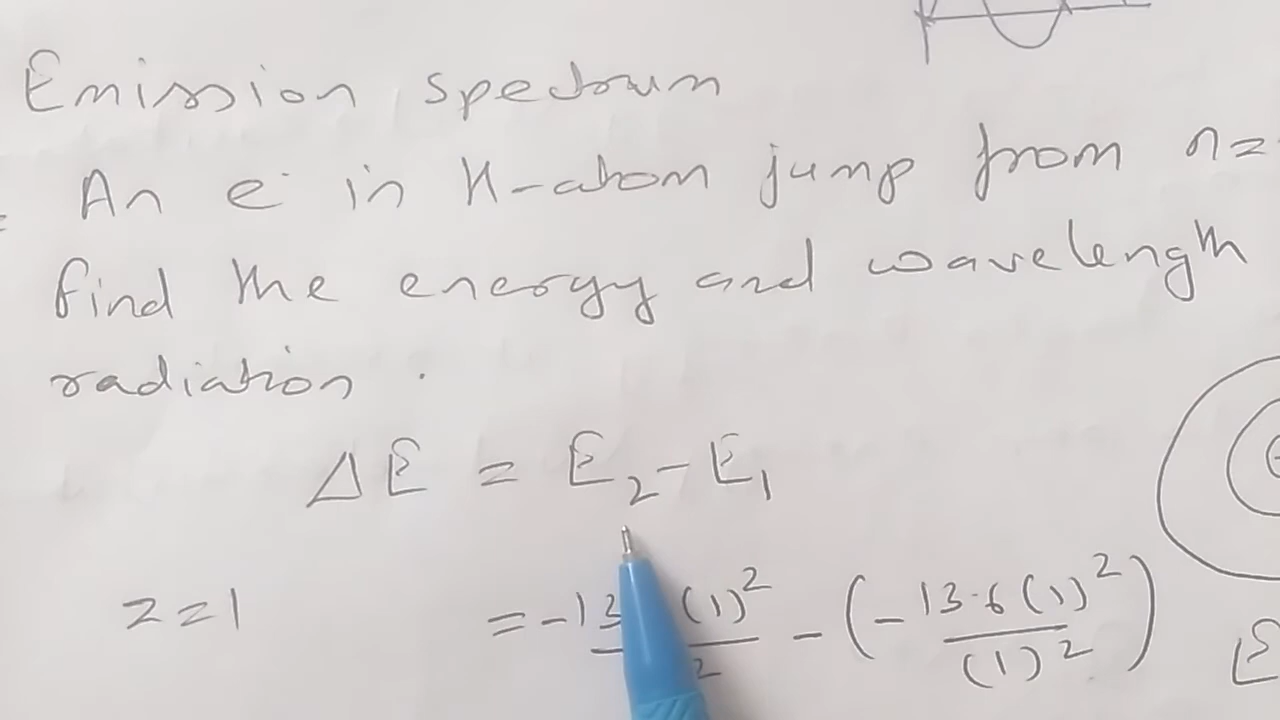 Emission spectrum
An e⁻ in H-atom jump from n=
find the energy and wavelength
radiation.
ΔE = E₂-E₁
z=1 = -13 (1)² / 2 - (-13.6(1)² / (1)²)
E